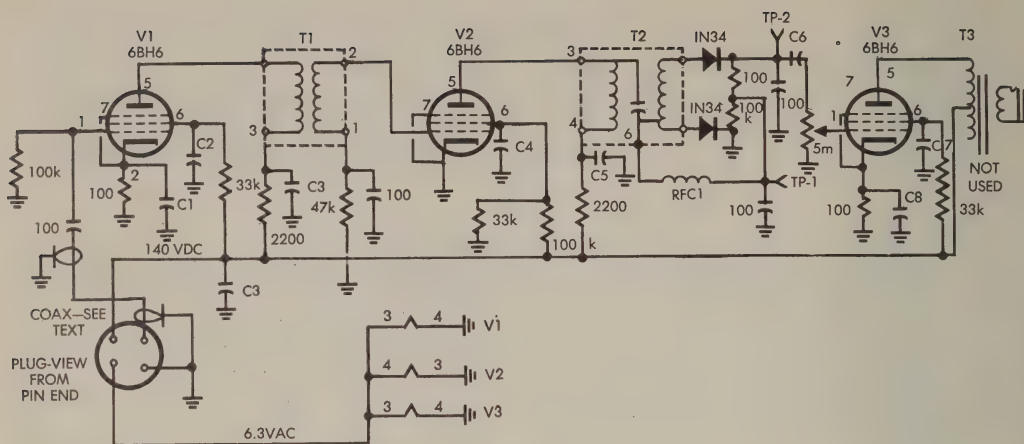 V1
6BH6
5
7
1
6
2
C2
C1
100k
100
100
33k
140 VDC
C3
T1
2
3
1
C3
2200
47k
100
V2
6BH6
5
7
6
C4
33k
100 k
T2
3
4
6
C5
2200
RFC1
IN34
IN34
100
100
k
TP-2
C6
100
5m
TP-1
100
V3
6BH6
5
7
1
6
C7
C8
100
33k
T3
NOT
USED
COAX—SEE
TEXT
PLUG-VIEW
FROM
PIN END
3 4 V1
4 3 V2
3 4 V3
6.3VAC